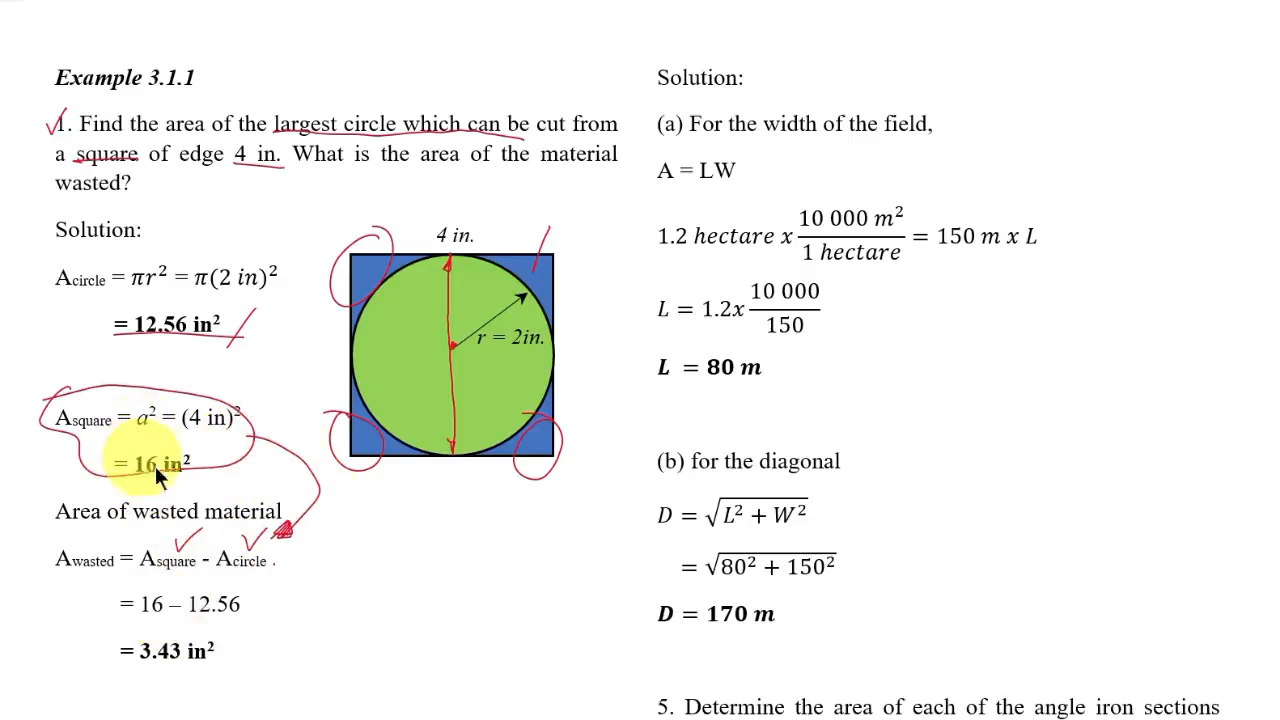 Example 3.1.1
1. Find the area of the largest circle which can be cut from
a square of edge 4 in. What is the area of the material
wasted?
Solution:
Acircle = πr² = π(2 in)²
= 12.56 in²
Asquare = a² = (4 in)²
= 16 in²
Area of wasted material
Awasted = Asquare - Acircle .
= 16 – 12.56
= 3.43 in²
4 in.
r = 2in.
Solution:
(a) For the width of the field,
A = LW
1.2 hectare x 10 000 m² / 1 hectare = 150 m x L
L = 1.2x 10 000 / 150
L = 80 m
(b) for the diagonal
D = √L² + W²
= √80² + 150²
D = 170 m
5. Determine the area of each of the angle iron sections